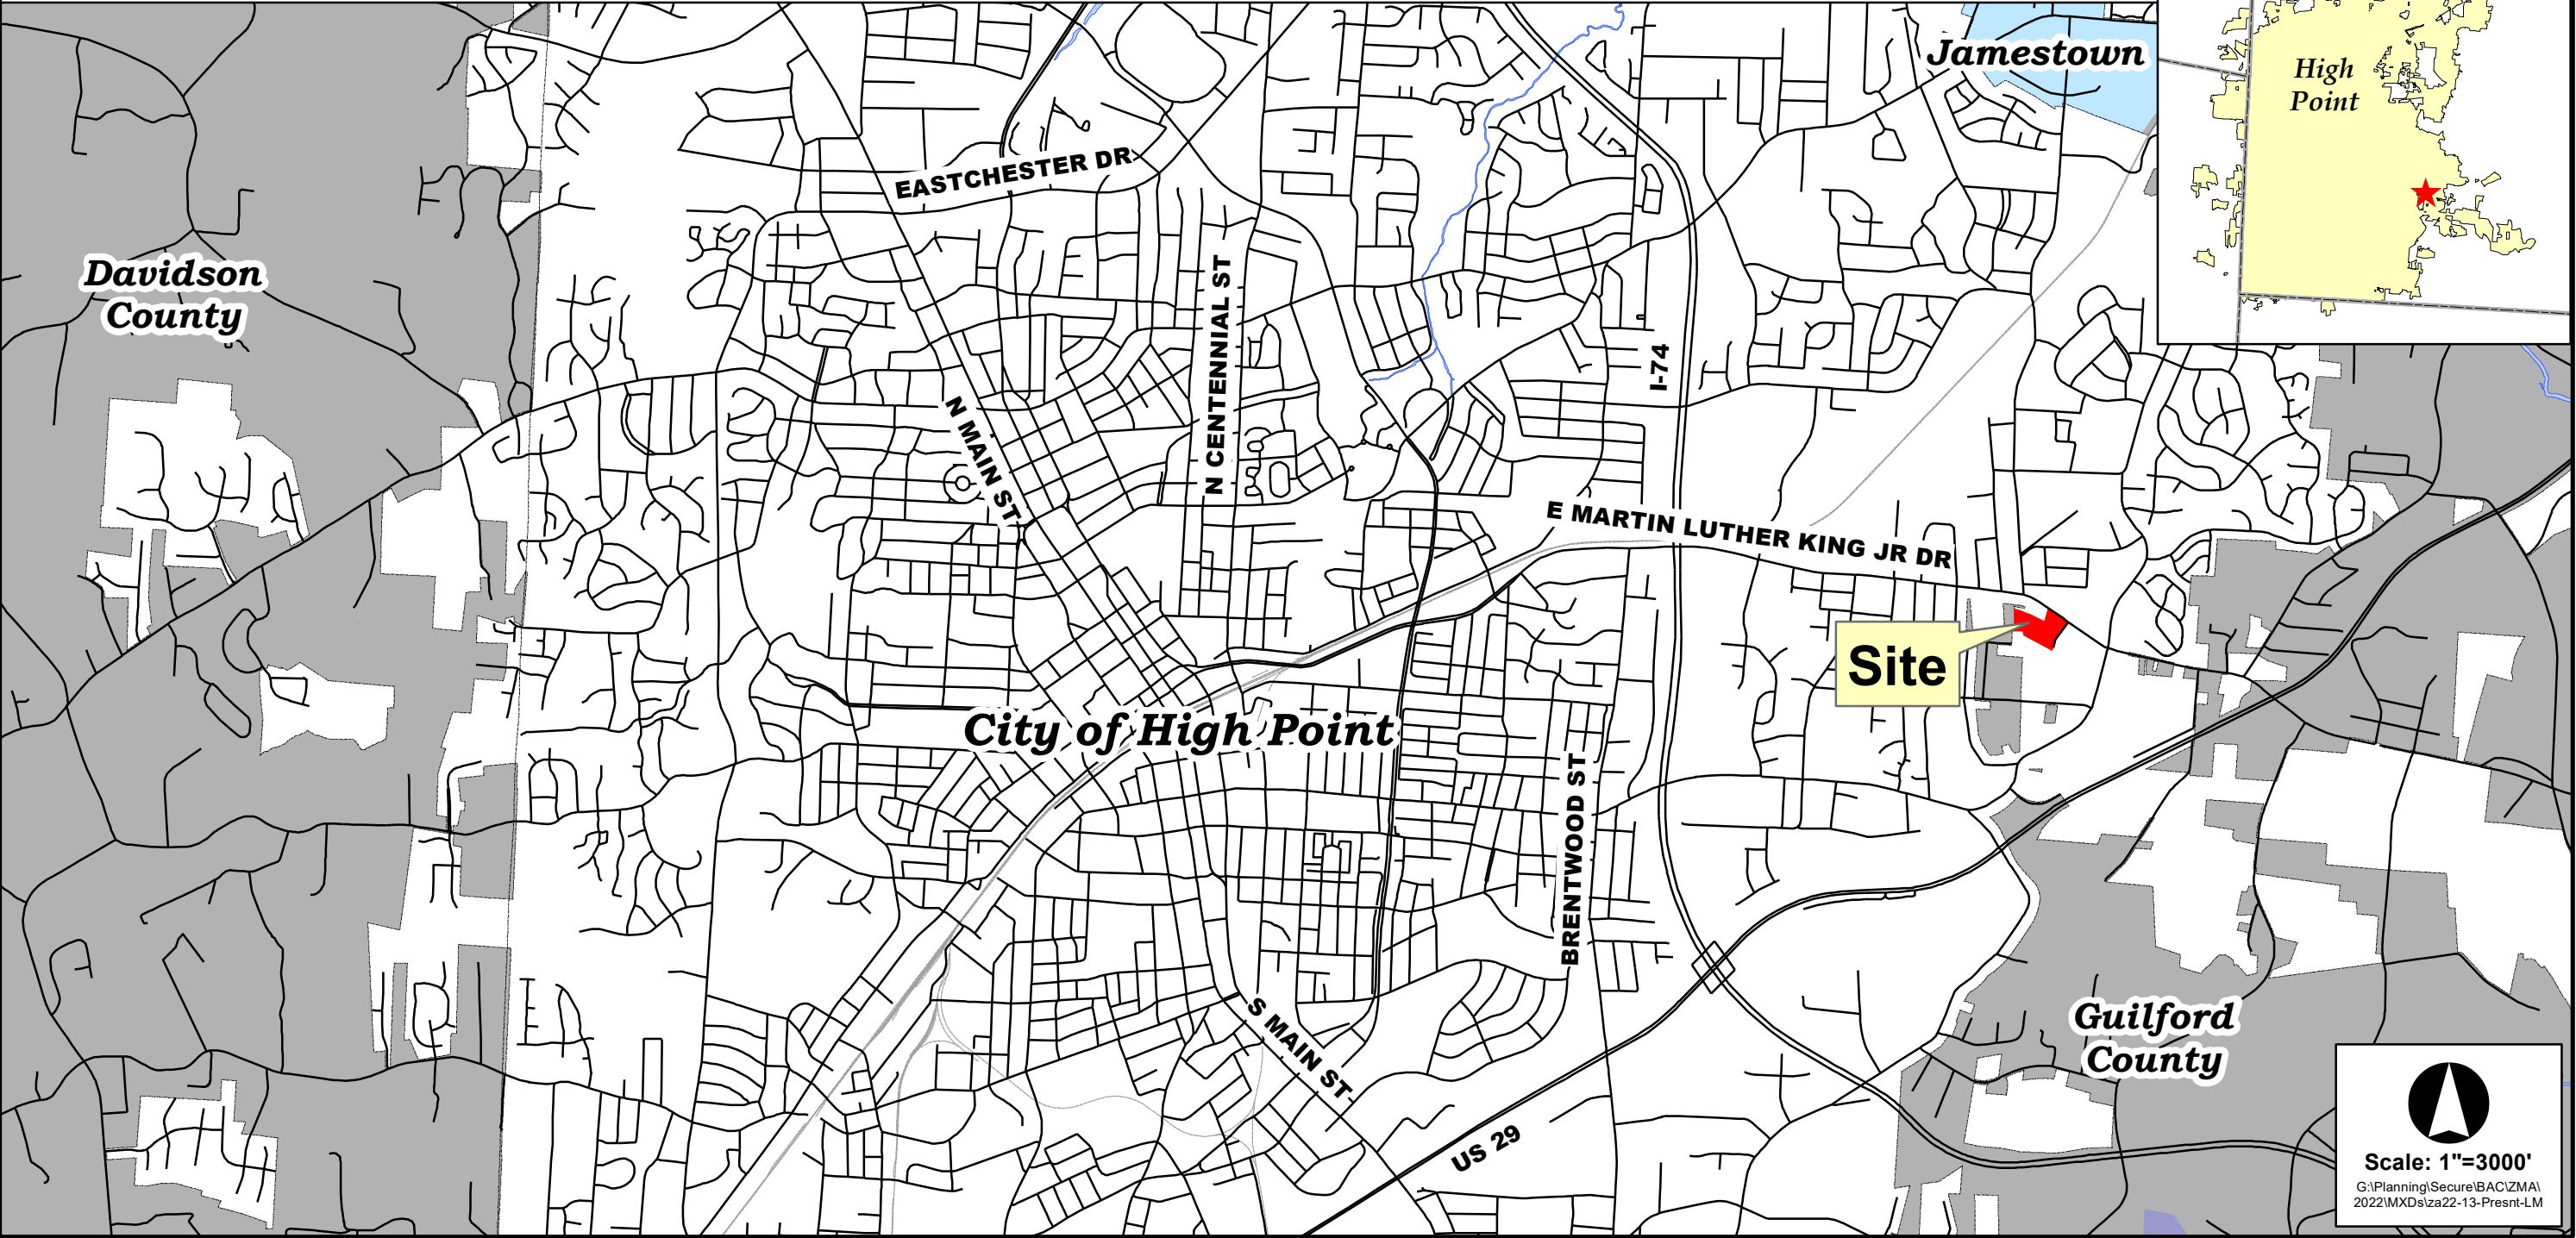 Jamestown
High
Point
EASTCHESTER DR
Davidson
County
N CENTENNIAL ST
I-74
N MAIN ST
E MARTIN LUTHER KING JR DR
Site
City of High Point
BRENTWOOD ST
S MAIN ST
Guilford
County
US 29
Scale: 1"=3000'
G:\Planning\Secure\BAC\ZMA\
2022\MXDs\za22-13-Presnt-LM